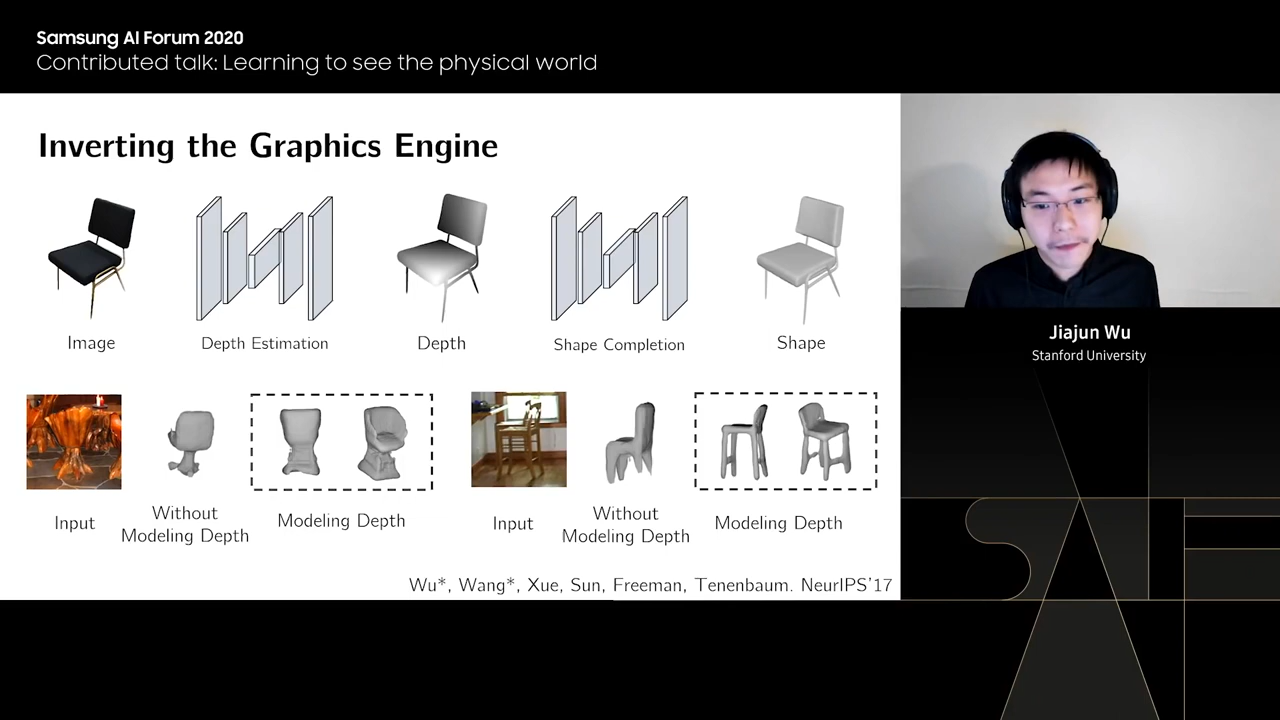 Samsung AI Forum 2020
Contributed talk: Learning to see the physical world
Inverting the Graphics Engine
Image
Depth Estimation
Depth
Shape Completion
Shape
Input
Without
Modeling Depth
Modeling Depth
Input
Without
Modeling Depth
Modeling Depth
Wu*, Wang*, Xue, Sun, Freeman, Tenenbaum. NeurIPS'17
Jiajun Wu
Stanford University